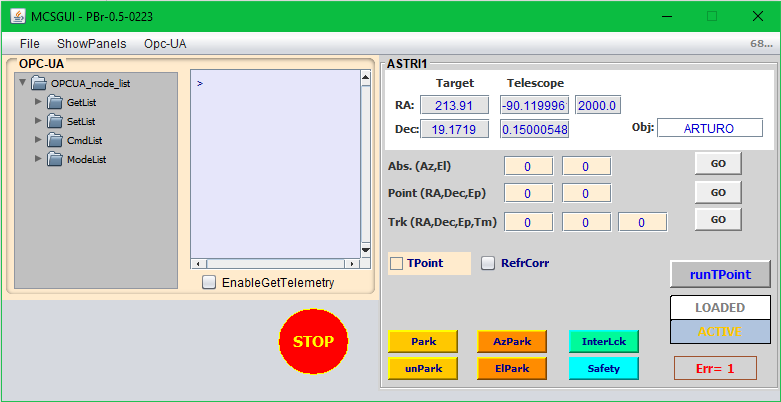 MCSGUI - PBr-0.5-0223
File ShowPanels Opc-UA 68...
OPC-UA
OPCUA_node_list
GetList
SetList
CmdList
ModeList
>
EnableGetTelemetry
STOP
ASTRI1
Target Telescope
RA: 213.91 -90.1199961 2000.0
Dec: 19.1719 0.15000548 Obj: ARTURO
Abs. (Az,El) 0 0 GO
Point (RA,Dec,Ep) 0 0 GO
Trk (RA,Dec,Ep,Tm) 0 0 0 GO
TPoint RefrCorr
runTPoint
LOADED
ACTIVE
Park AzPark InterLck
unPark ElPark Safety
Err= 1